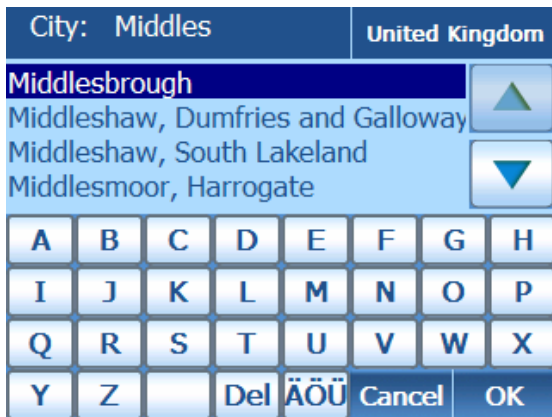 City: Middles United Kingdom
Middlesbrough
Middleshaw, Dumfries and Galloway
Middleshaw, South Lakeland
Middlesmoor, Harrogate
A B C D E F G H
I J K L M N O P
Q R S T U V W X
Y Z Del ÄÖÜ Cancel OK